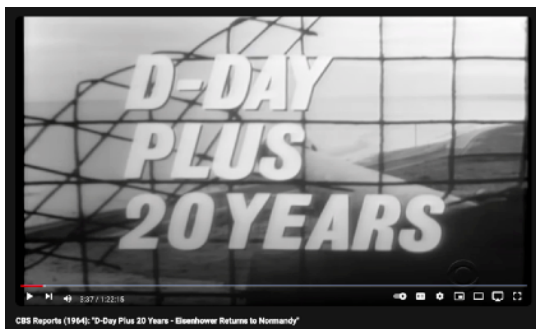 D-DAY
PLUS
20 YEARS
3:37 / 1:22:15
CBS Reports (1964): "D-Day Plus 20 Years - Eisenhower Returns to Normandy"